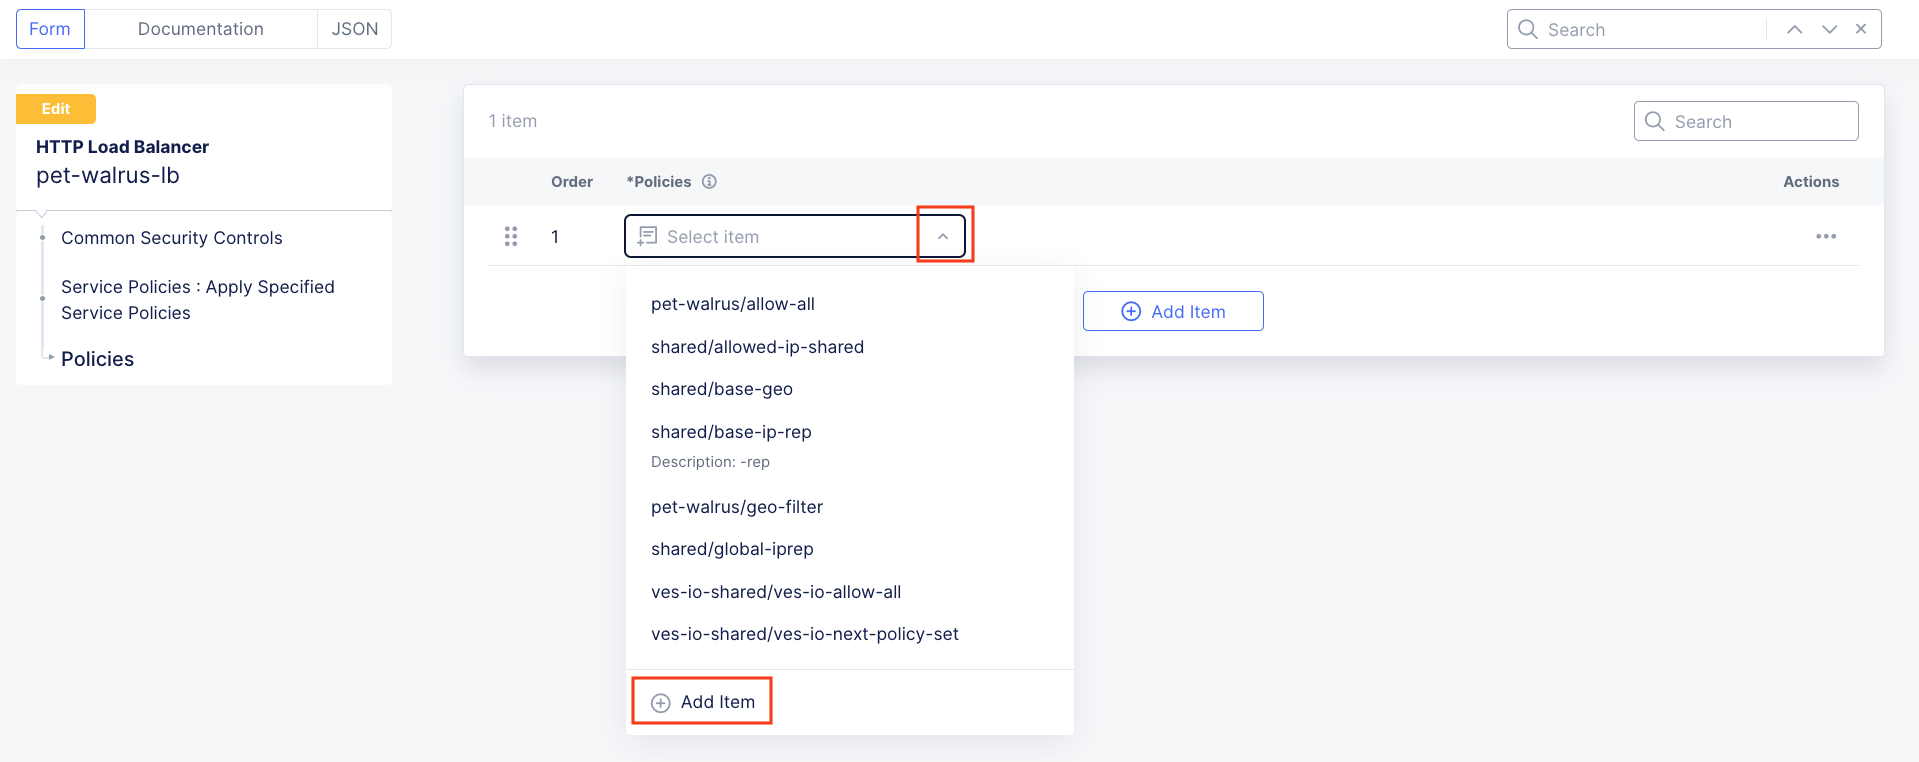 Form
Documentation
JSON
Search
Edit
HTTP Load Balancer
pet-walrus-lb
Common Security Controls
Service Policies : Apply Specified
Service Policies
Policies
1 item
Search
Order
*Policies
Actions
1
Select item
pet-walrus/allow-all
shared/allowed-ip-shared
shared/base-geo
shared/base-ip-rep
Description: -rep
pet-walrus/geo-filter
shared/global-iprep
ves-io-shared/ves-io-allow-all
ves-io-shared/ves-io-next-policy-set
Add Item
Add Item